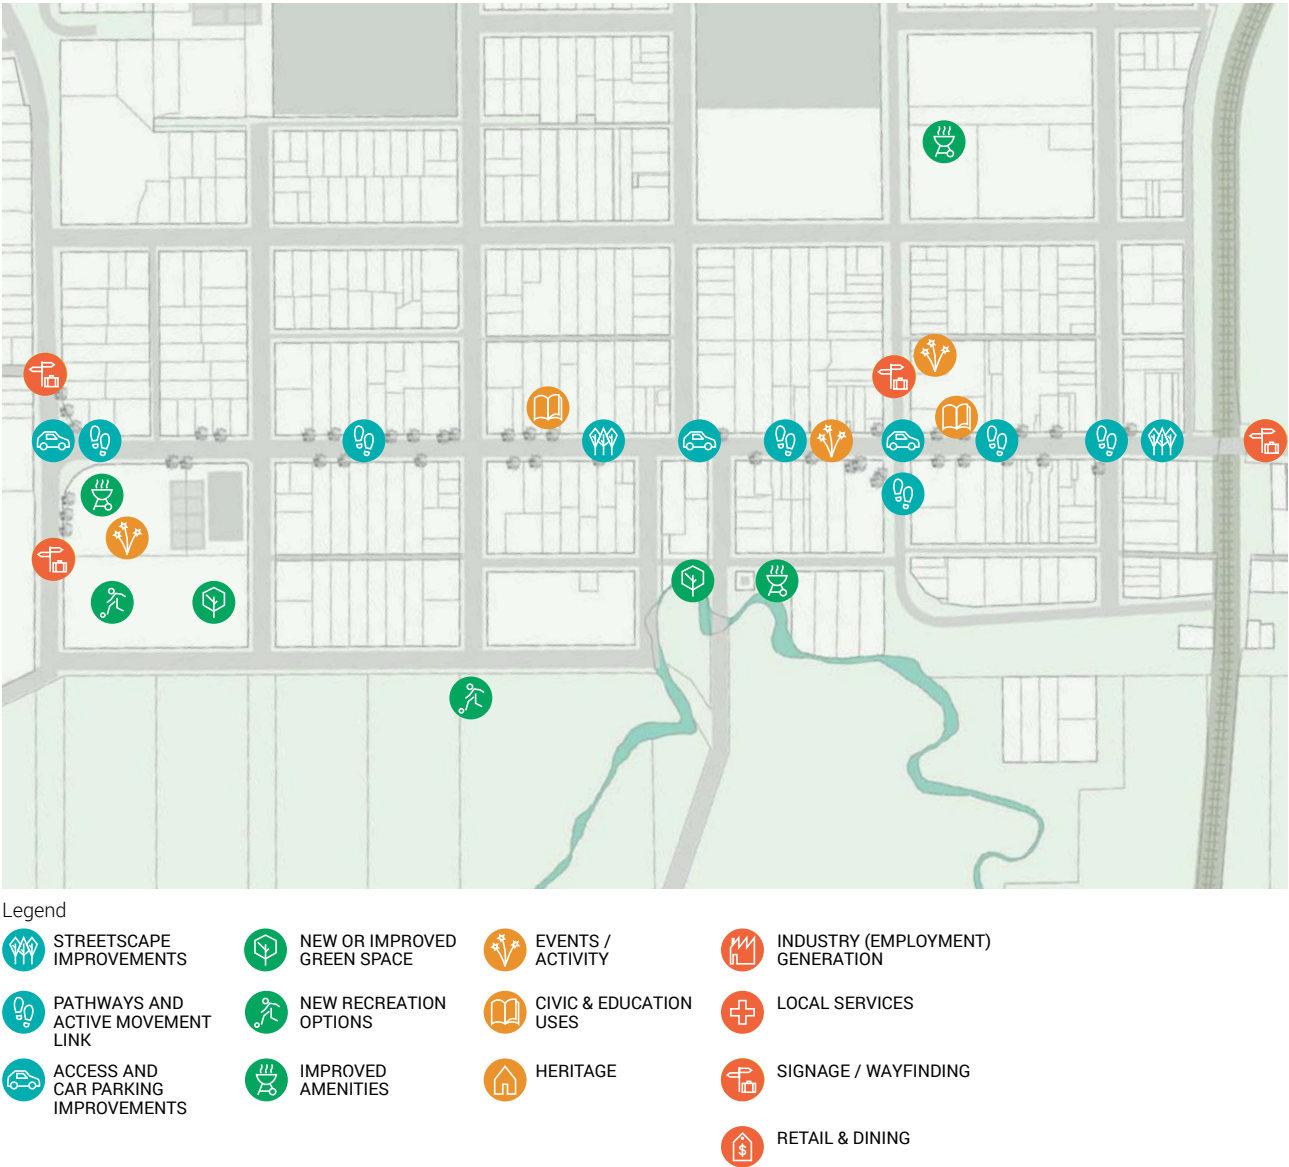 Legend
STREETSCAPE
IMPROVEMENTS
PATHWAYS AND
ACTIVE MOVEMENT
LINK
ACCESS AND
CAR PARKING
IMPROVEMENTS
NEW OR IMPROVED
GREEN SPACE
NEW RECREATION
OPTIONS
IMPROVED
AMENITIES
EVENTS /
ACTIVITY
CIVIC & EDUCATION
USES
HERITAGE
INDUSTRY (EMPLOYMENT)
GENERATION
LOCAL SERVICES
SIGNAGE / WAYFINDING
$
RETAIL & DINING